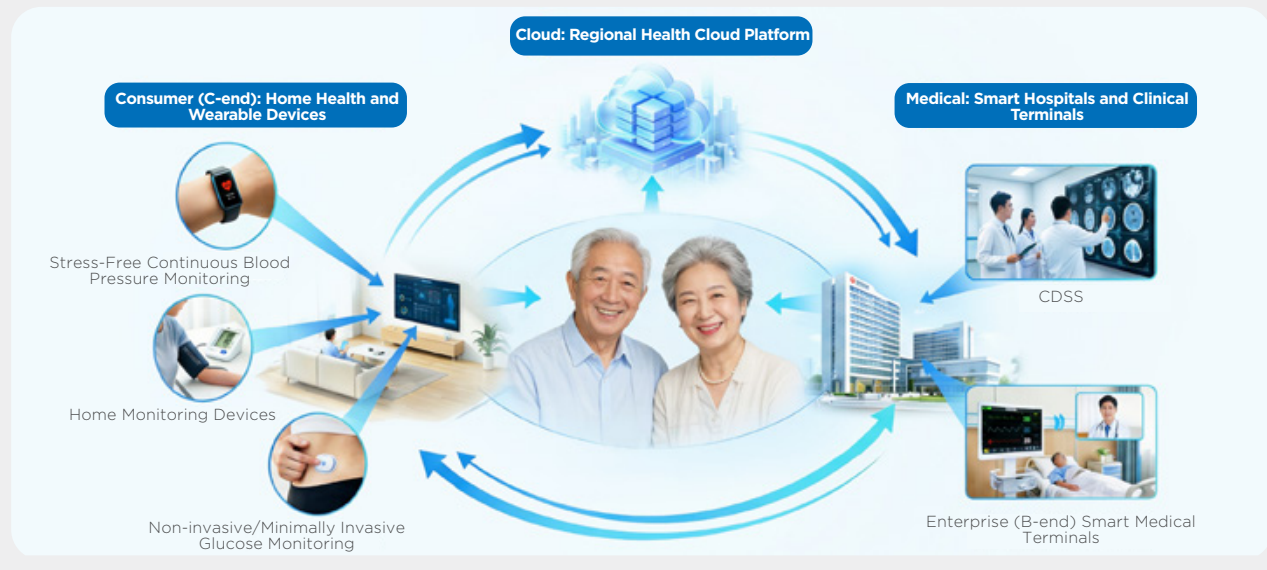 Cloud: Regional Health Cloud Platform
Consumer (C-end): Home Health and
Wearable Devices
Medical: Smart Hospitals and Clinical
Terminals
Stress-Free Continuous Blood
Pressure Monitoring
CDSS
Home Monitoring Devices
Non-invasive/Minimally Invasive
Glucose Monitoring
Enterprise (B-end) Smart Medical
Terminals